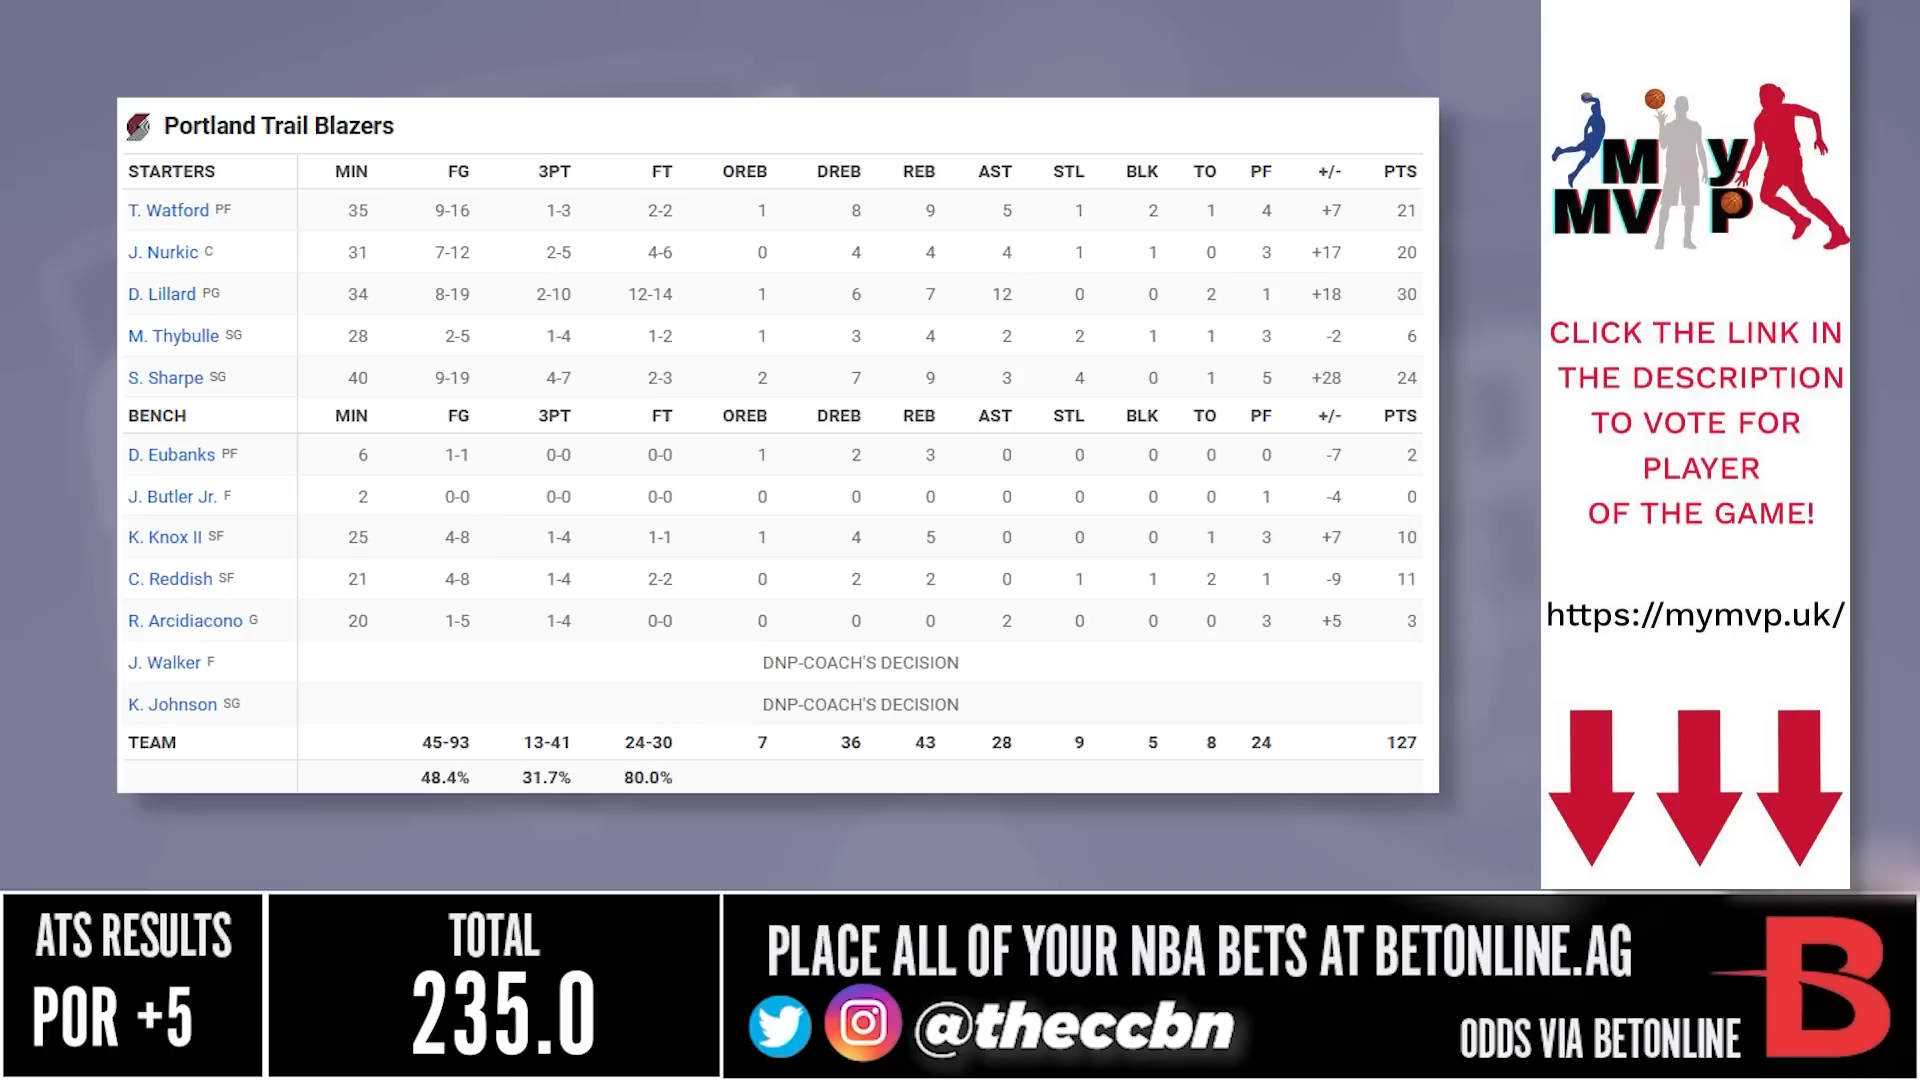 Portland Trail Blazers
STARTERS MIN FG 3PT FT OREB DREB REB AST STL BLK TO PF +/- PTS
T. Watford PF 35 9-16 1-3 2-2 1 8 9 5 1 2 1 4 +7 21
J. Nurkic C 31 7-12 2-5 4-6 0 4 4 4 1 1 0 3 +17 20
D. Lillard PG 34 8-19 2-10 12-14 1 6 7 12 0 0 2 1 +18 30
M. Thybulle SG 28 2-5 1-4 1-2 1 3 4 2 2 1 1 3 -2 6
S. Sharpe SG 40 9-19 4-7 2-3 2 7 9 3 4 0 1 5 +28 24
BENCH MIN FG 3PT FT OREB DREB REB AST STL BLK TO PF +/- PTS
D. Eubanks PF 6 1-1 0-0 0-0 1 2 3 0 0 0 0 0 -7 2
J. Butler Jr. F 2 0-0 0-0 0-0 0 0 0 0 0 0 0 1 -4 0
K. Knox II SF 25 4-8 1-4 1-1 1 4 5 0 0 0 1 3 +7 10
C. Reddish SF 21 4-8 1-4 2-2 0 2 2 0 1 1 2 1 -9 11
R. Arcidiacono G 20 1-5 1-4 0-0 0 0 0 2 0 0 0 3 +5 3
J. Walker F DNP-COACH'S DECISION
K. Johnson SG DNP-COACH'S DECISION
TEAM 45-93 13-41 24-30 7 36 43 28 9 5 8 24 127
48.4% 31.7% 80.0%
My
MVP
CLICK THE LINK IN
THE DESCRIPTION
TO VOTE FOR
PLAYER
OF THE GAME!
https://mymvp.uk/
ATS RESULTS
POR +5
TOTAL
235.0
PLACE ALL OF YOUR NBA BETS AT BETONLINE.AG
@theccbn
ODDS VIA BETONLINE
B